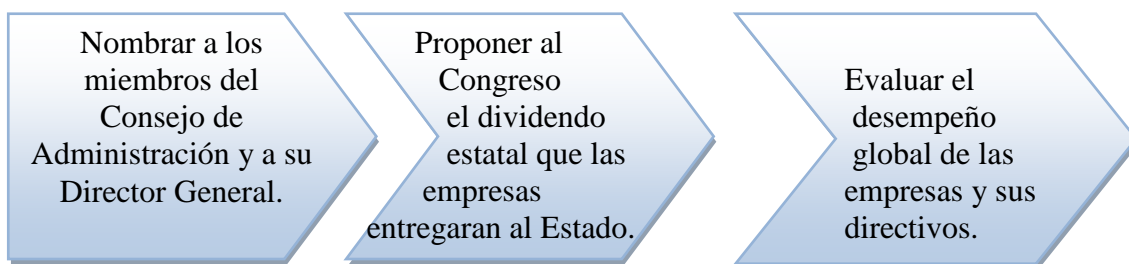 Nombrar a los
miembros del
Consejo de
Administración y a su
Director General.
Proponer al
Congreso
el dividendo
estatal que las
empresas
entregaran al Estado.
Evaluar el
desempeño
global de las
empresas y sus
directivos.